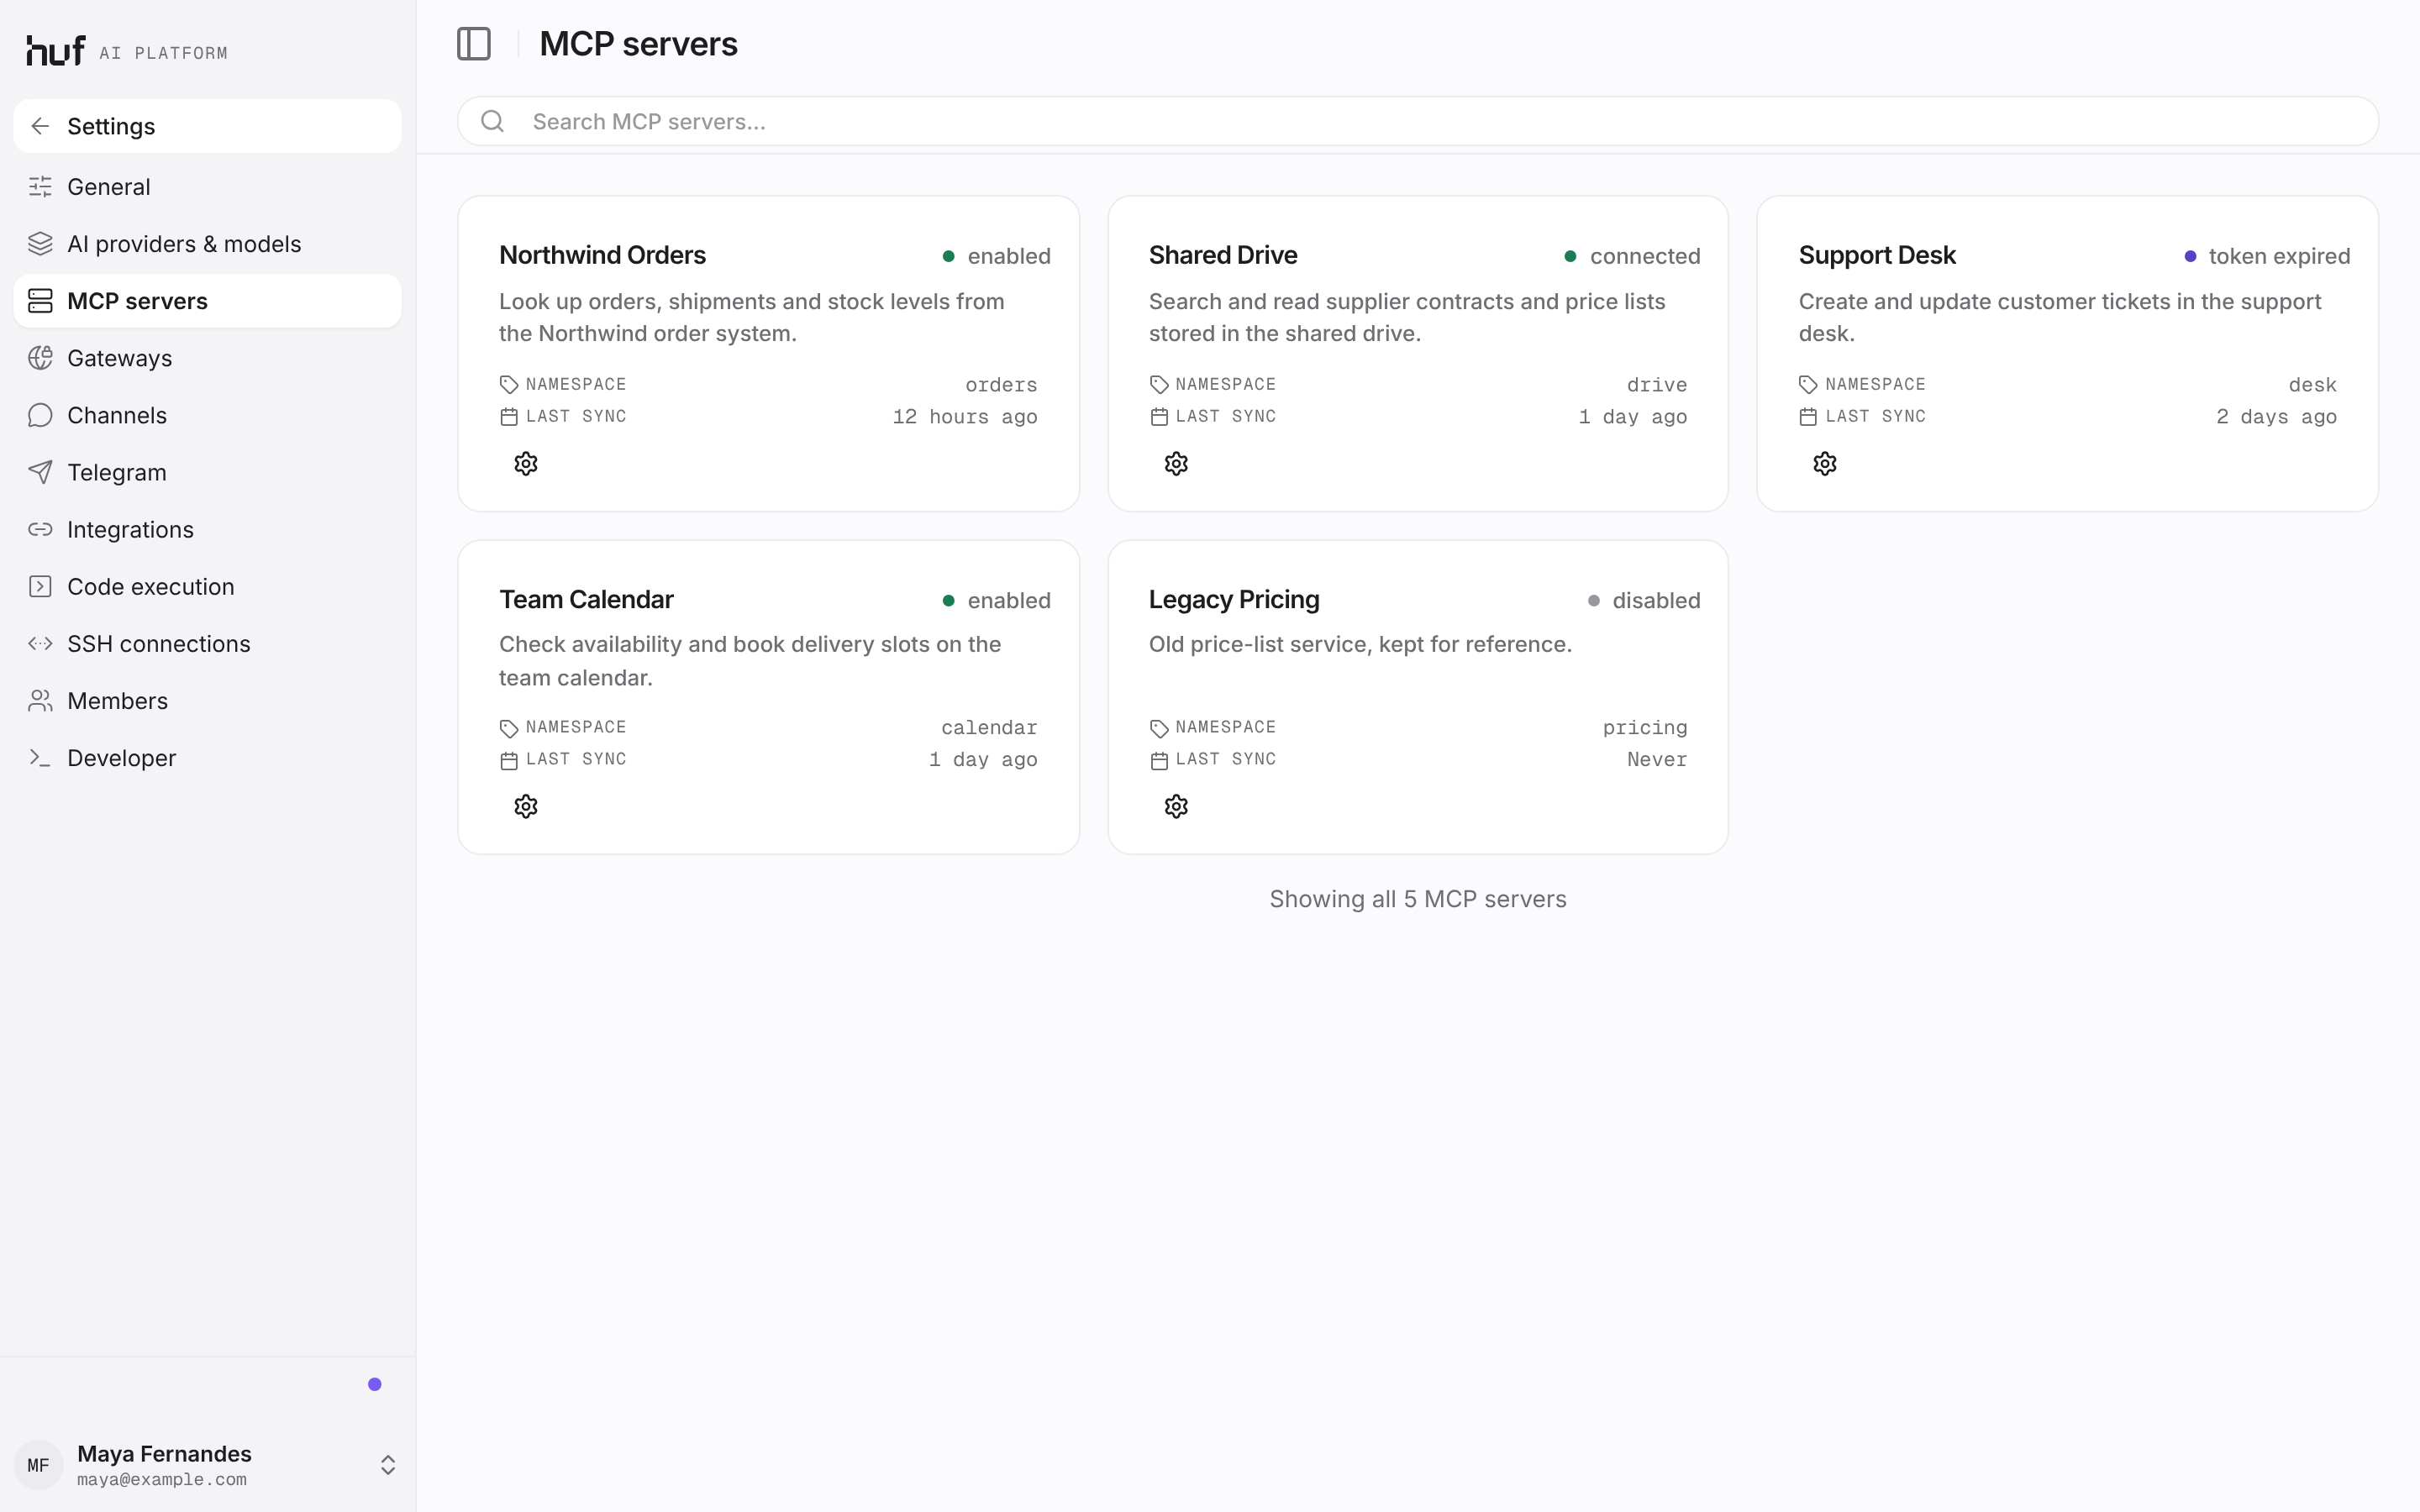 huf AI PLATFORM
Settings
General
AI providers & models
MCP servers
Gateways
Channels
Telegram
Integrations
Code execution
SSH connections
Members
Developer
MF
Maya Fernandes
maya@example.com
MCP servers
Search MCP servers...
Northwind Orders
enabled
Look up orders, shipments and stock levels from
the Northwind order system.
NAMESPACE orders
LAST SYNC 12 hours ago
Shared Drive
connected
Search and read supplier contracts and price lists
stored in the shared drive.
NAMESPACE drive
LAST SYNC 1 day ago
Support Desk
token expired
Create and update customer tickets in the support
desk.
NAMESPACE desk
LAST SYNC 2 days ago
Team Calendar
enabled
Check availability and book delivery slots on the
team calendar.
NAMESPACE calendar
LAST SYNC 1 day ago
Legacy Pricing
disabled
Old price-list service, kept for reference.
NAMESPACE pricing
LAST SYNC Never
Showing all 5 MCP servers